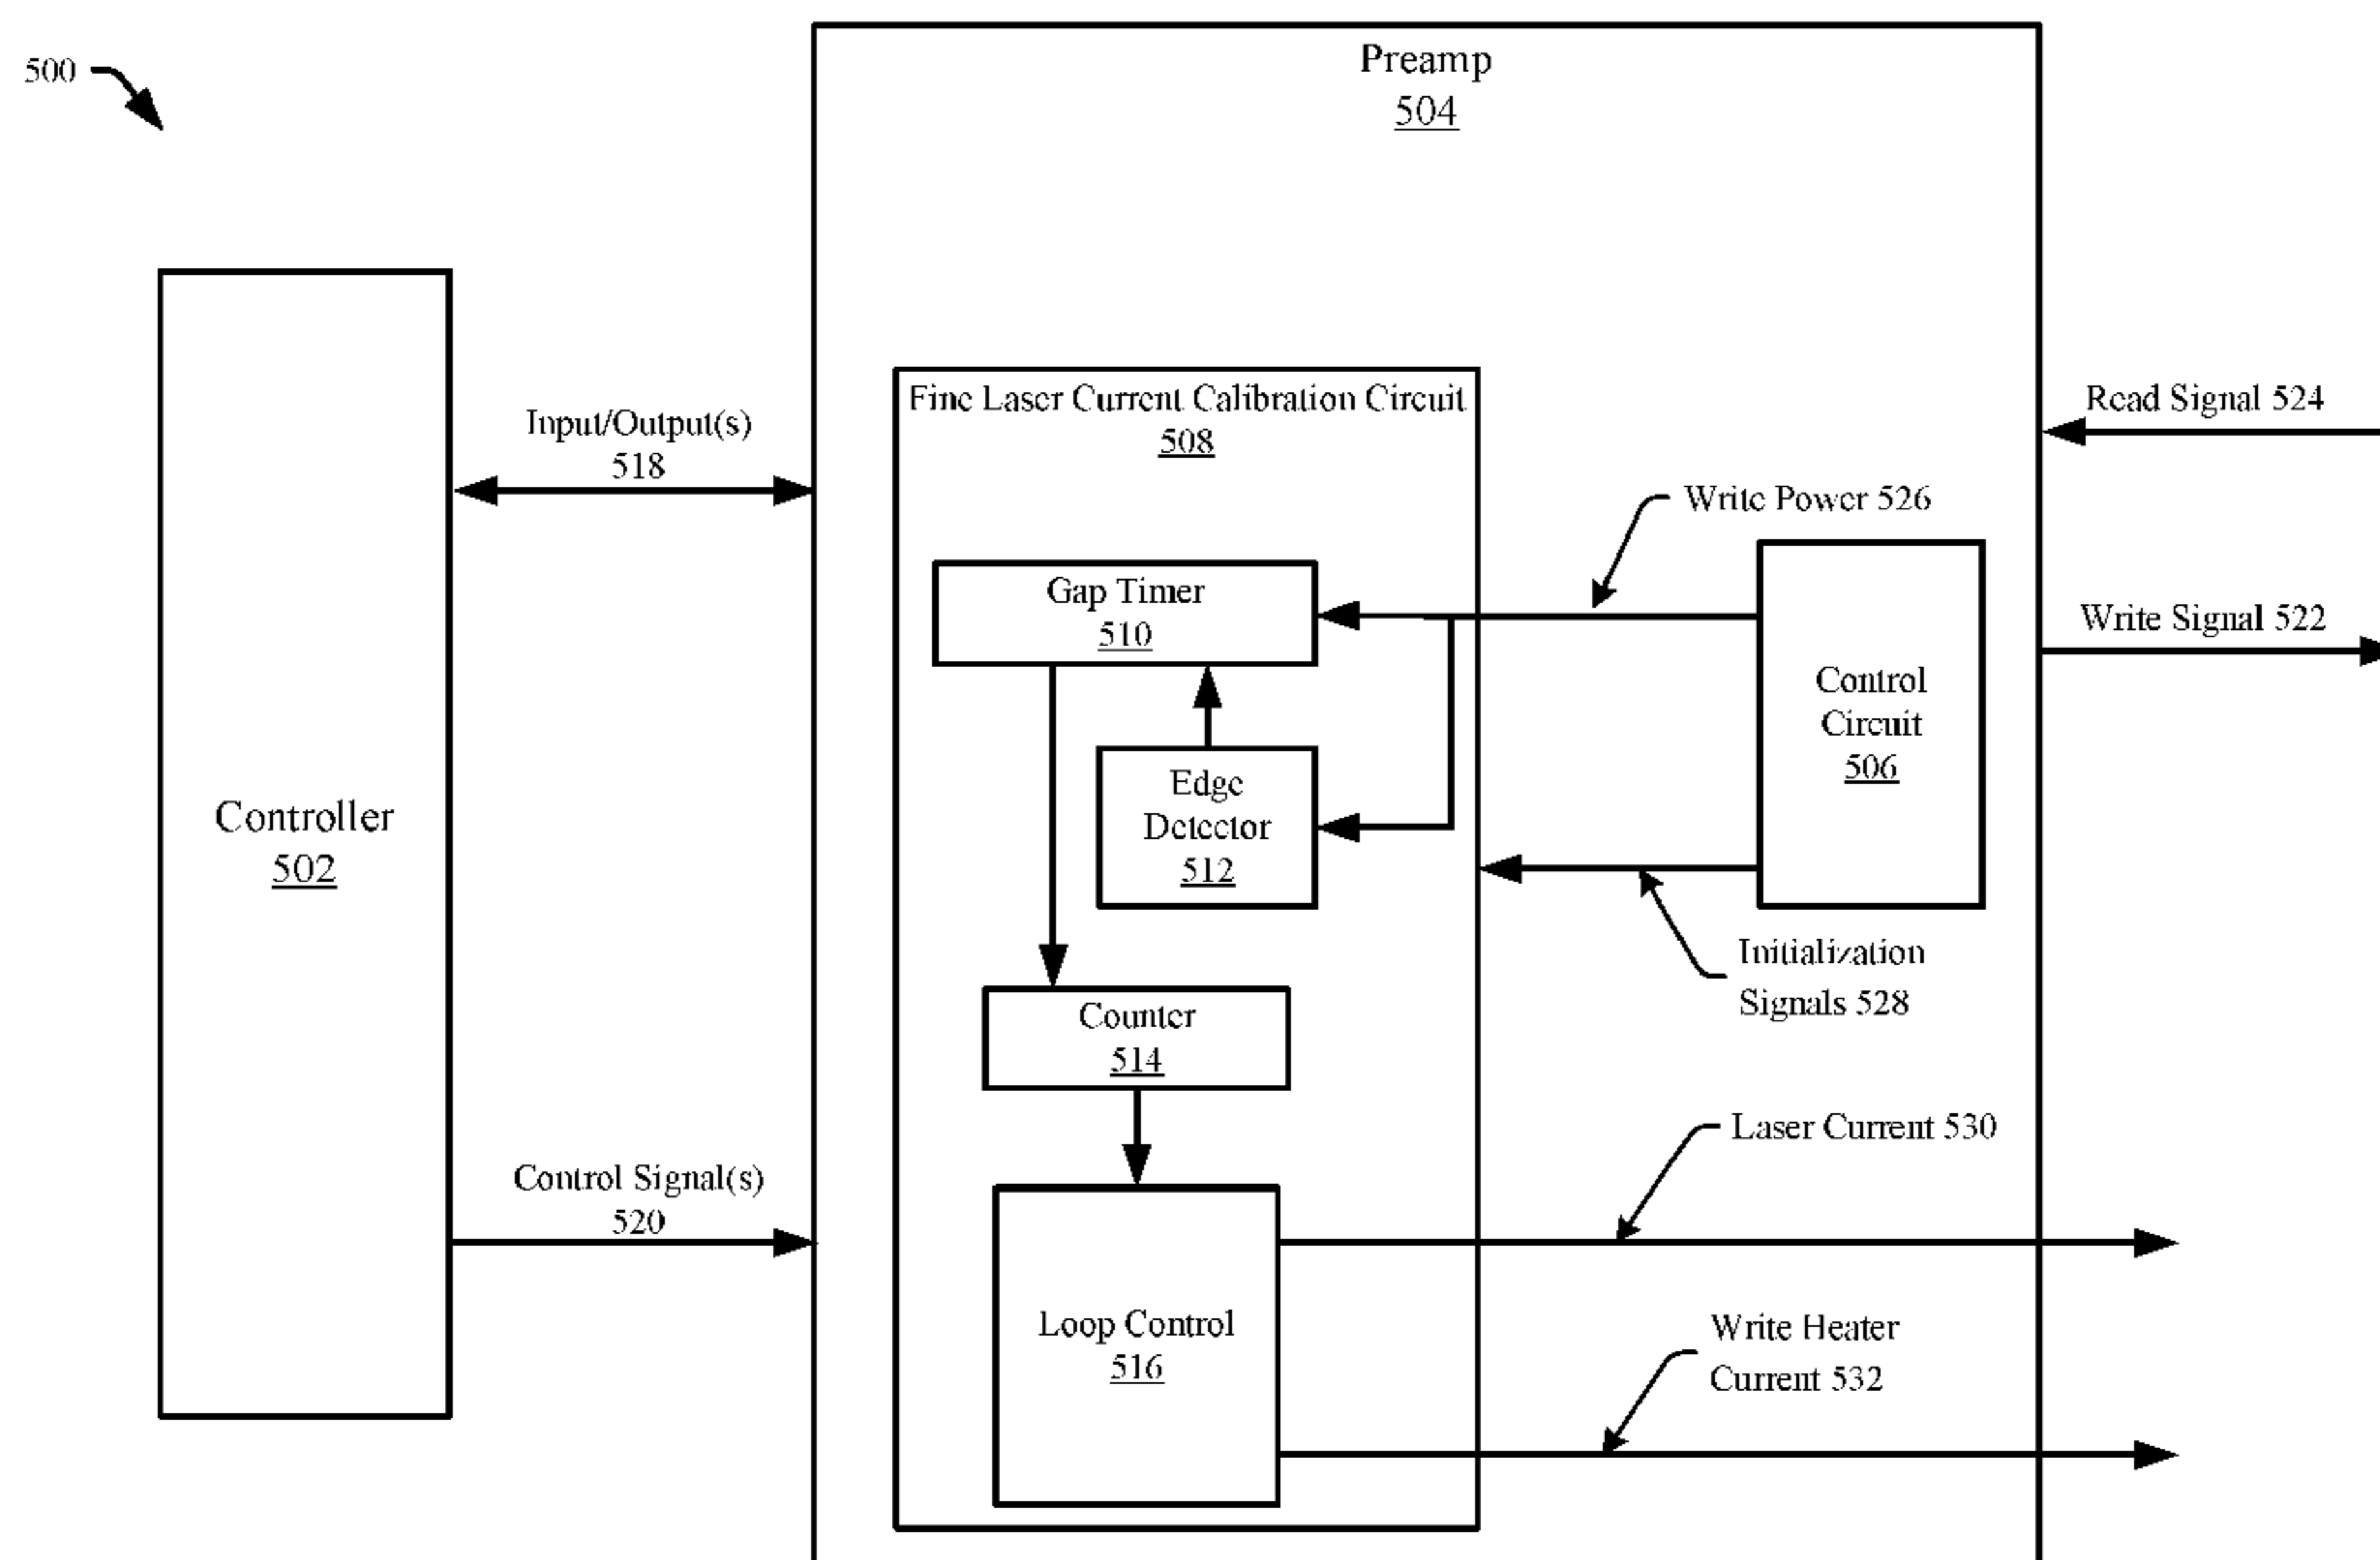 500
Preamp
504
Fine Laser Current Calibration Circuit
508
Input/Output(s)
518
Read Signal 524
Write Power 526
Gap Timer
510
Write Signal 522
Control
Circuit
506
Edge
Detector
512
Controller
502
Initialization
Signals 528
Counter
514
Laser Current 530
Control Signal(s)
520
Loop Control
516
Write Heater
Current 532